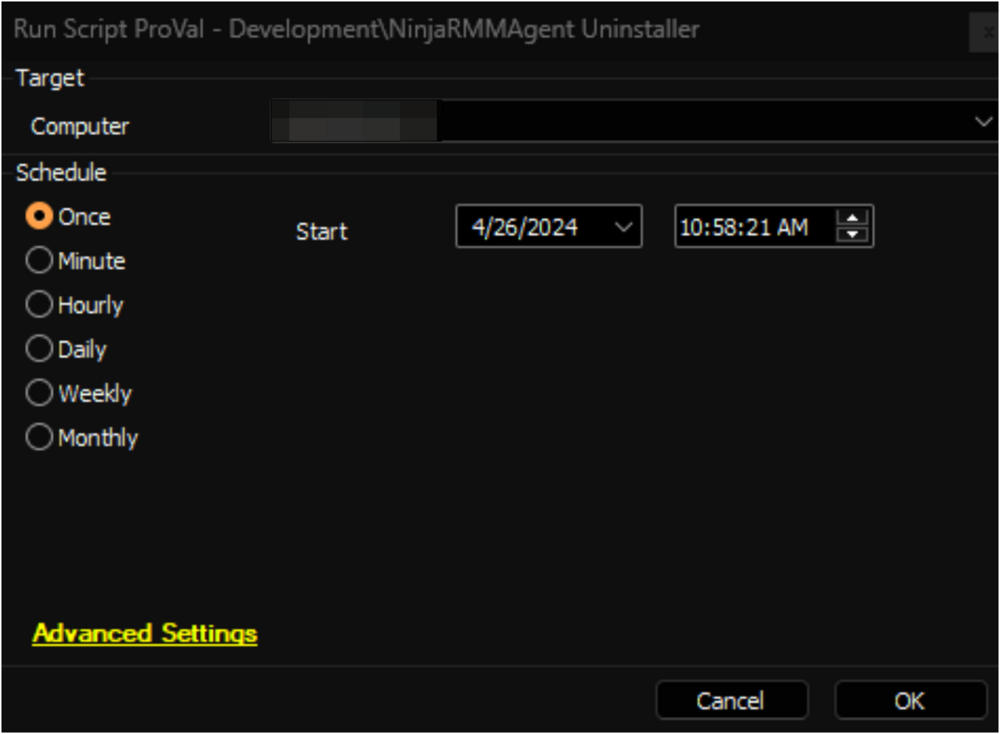 Run Script ProVal - Development\NinjaRMMAgent Uninstaller
Target
Computer
Schedule
Once
Start
4/26/2024
10:58:21 AM
Minute
Hourly
Daily
Weekly
Monthly
Advanced Settings
Cancel
OK